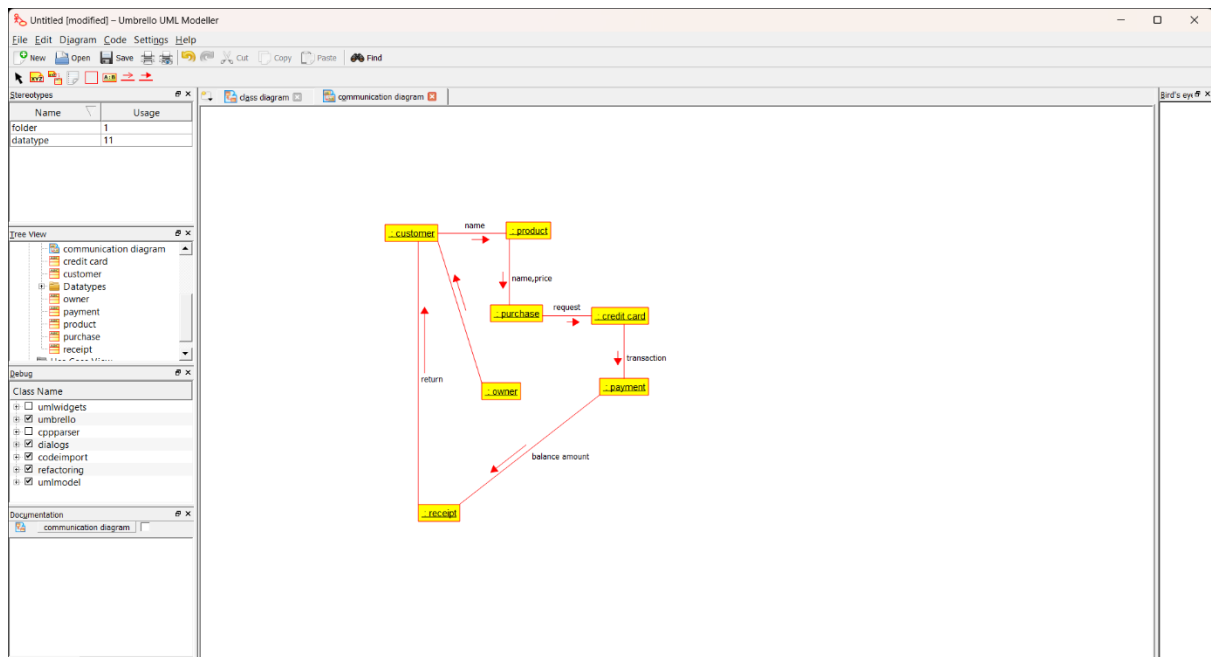 Untitled [modified] – Umbrello UML Modeller
File Edit Diagram Code Settings Help
New Open Save Cut Copy Paste Find
XYZ A:B
Stereotypes
Name Usage
folder 1
datatype 11
Tree View
communication diagram
credit card
customer
Datatypes
owner
payment
product
purchase
receipt
Debug
Class Name
umlwidgets
umbrello
cppparser
dialogs
codeimport
refactoring
umlmodel
Documentation
communication diagram
class diagram communication diagram
: customer
name
: product
name,price
: purchase
request
: credit card
transaction
: payment
return
: owner
balance amount
: receipt
Bird's eye